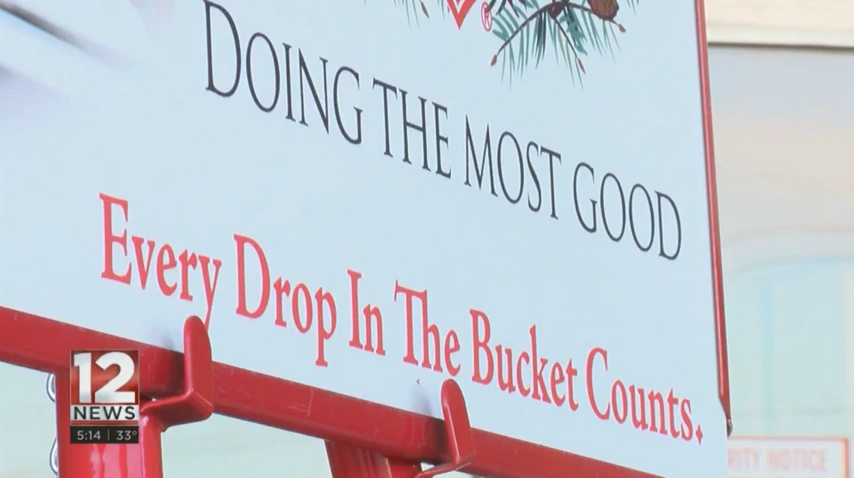 ®
DOING THE MOST GOOD
Every Drop In The Bucket Counts.
12
NEWS
5:14 | 33°
RITY NOTICE